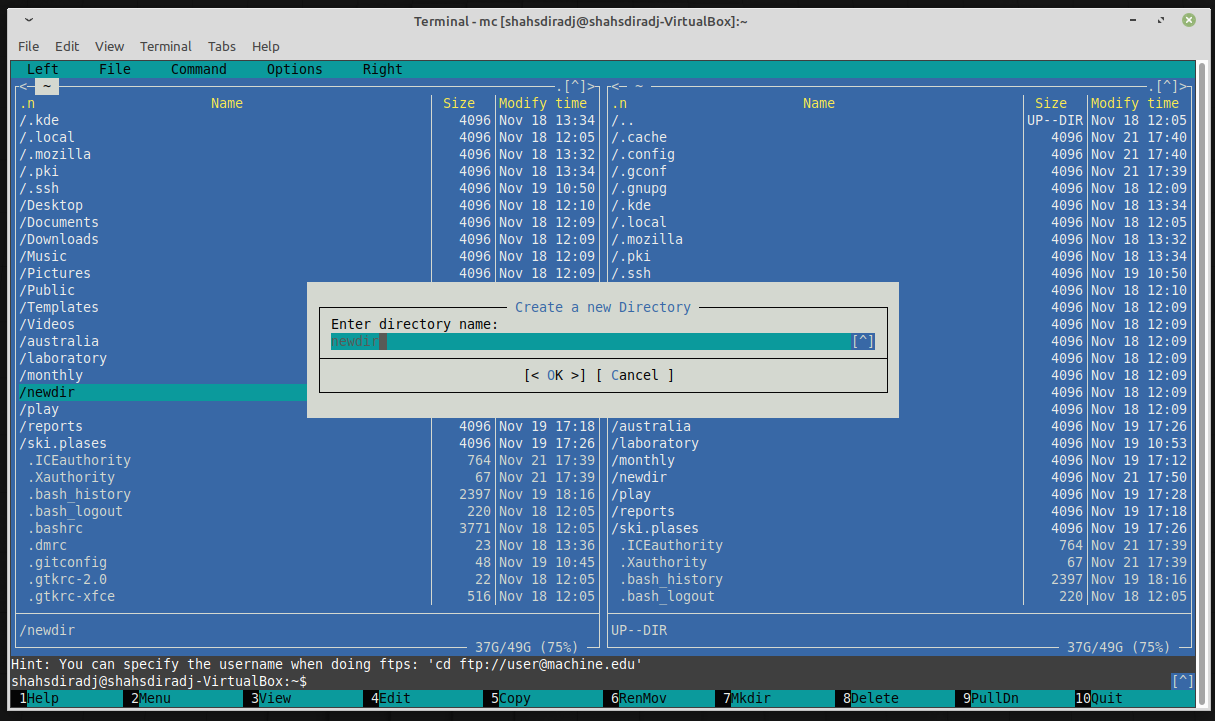 Terminal - mc [shahsdiradj@shahsdiradj-VirtualBox]:~
File Edit View Terminal Tabs Help
Left File Command Options Right
<─ ~ ─.[^]>
.n Name Size Modify time
/.kde 4096 Nov 18 13:34
/.local 4096 Nov 18 12:05
/.mozilla 4096 Nov 18 13:32
/.pki 4096 Nov 18 13:34
/.ssh 4096 Nov 19 10:50
/Desktop 4096 Nov 18 12:10
/Documents 4096 Nov 18 12:09
/Downloads 4096 Nov 18 12:09
/Music 4096 Nov 18 12:09
/Pictures 4096 Nov 18 12:09
/Public
/Templates
/Videos
/australia
/laboratory
/monthly
/newdir
/play
/reports 4096 Nov 19 17:18
/ski.plases 4096 Nov 19 17:26
.ICEauthority 764 Nov 21 17:39
.Xauthority 67 Nov 21 17:39
.bash_history 2397 Nov 19 18:16
.bash_logout 220 Nov 18 12:05
.bashrc 3771 Nov 18 12:05
.dmrc 23 Nov 18 13:36
.gitconfig 48 Nov 19 10:45
.gtkrc-2.0 22 Nov 18 12:05
.gtkrc-xfce 516 Nov 18 12:05
/newdir
37G/49G (75%)
<─ ~ ─.[^]>
.n Name Size Modify time
/.. UP--DIR Nov 18 12:05
/.cache 4096 Nov 21 17:40
/.config 4096 Nov 21 17:40
/.gconf 4096 Nov 21 17:39
/.gnupg 4096 Nov 18 12:09
/.kde 4096 Nov 18 13:34
/.local 4096 Nov 18 12:05
/.mozilla 4096 Nov 18 13:32
/.pki 4096 Nov 18 13:34
/.ssh 4096 Nov 19 10:50
4096 Nov 18 12:10
4096 Nov 18 12:09
4096 Nov 18 12:09
4096 Nov 18 12:09
4096 Nov 18 12:09
4096 Nov 18 12:09
4096 Nov 18 12:09
4096 Nov 18 12:09
/australia 4096 Nov 19 17:26
/laboratory 4096 Nov 19 10:53
/monthly 4096 Nov 19 17:12
/newdir 4096 Nov 21 17:50
/play 4096 Nov 19 17:28
/reports 4096 Nov 19 17:18
/ski.plases 4096 Nov 19 17:26
.ICEauthority 764 Nov 21 17:39
.Xauthority 67 Nov 21 17:39
.bash_history 2397 Nov 19 18:16
.bash_logout 220 Nov 18 12:05
UP--DIR
37G/49G (75%)
Create a new Directory
Enter directory name:
newdir [^]
[< OK >] [ Cancel ]
Hint: You can specify the username when doing ftps: 'cd ftp://user@machine.edu'
shahsdiradj@shahsdiradj-VirtualBox:~$ [^]
1Help 2Menu 3View 4Edit 5Copy 6RenMov 7Mkdir 8Delete 9PullDn 10Quit